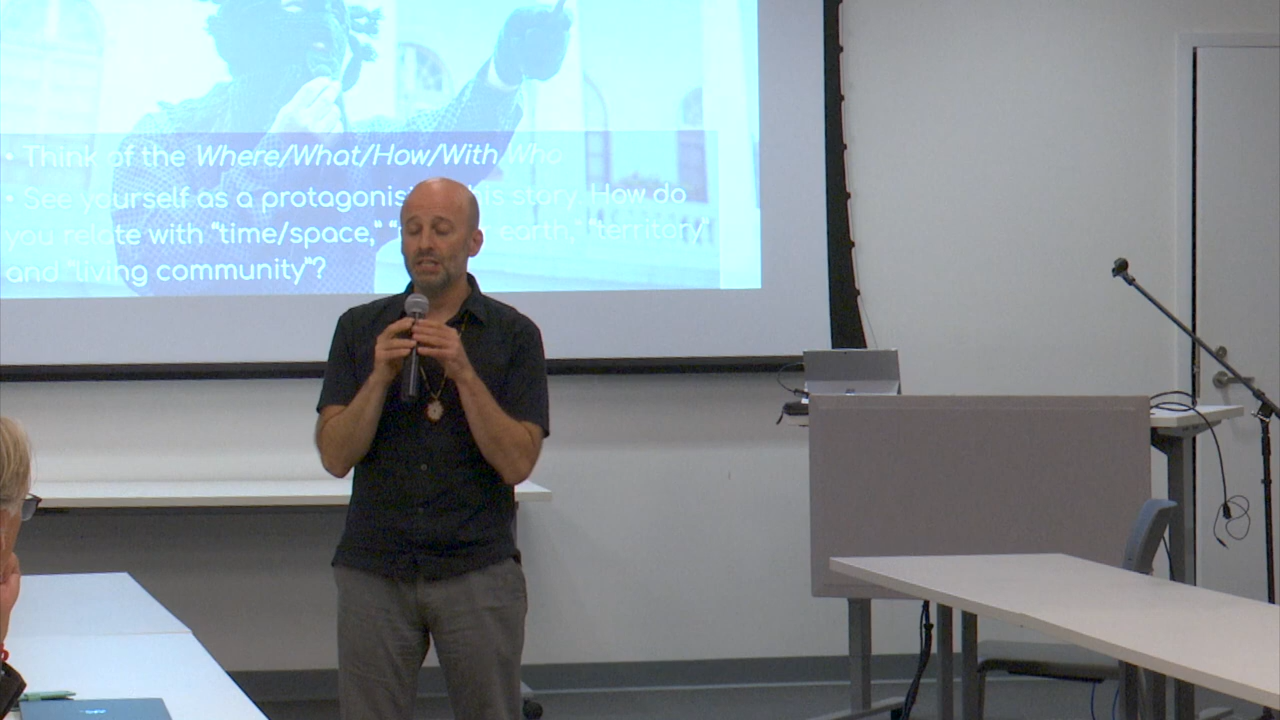 • Think of the Where/What/How/With Who
• See yourself as a protagonist this story. How do
you relate with "time/space," earth," "territory"
and "living community"?